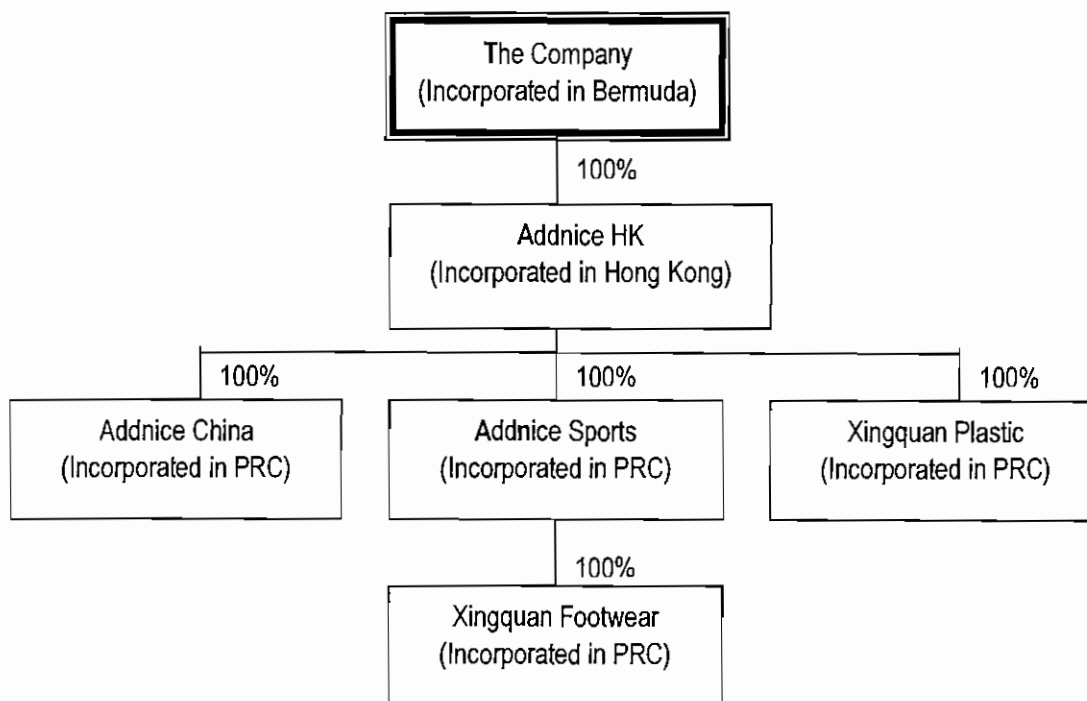 The Company
(Incorporated in Bermuda)
100%
Addnice HK
(Incorporated in Hong Kong)
100%
100%
100%
Addnice China
(Incorporated in PRC)
Addnice Sports
(Incorporated in PRC)
Xingquan Plastic
(Incorporated in PRC)
100%
Xingquan Footwear
(Incorporated in PRC)